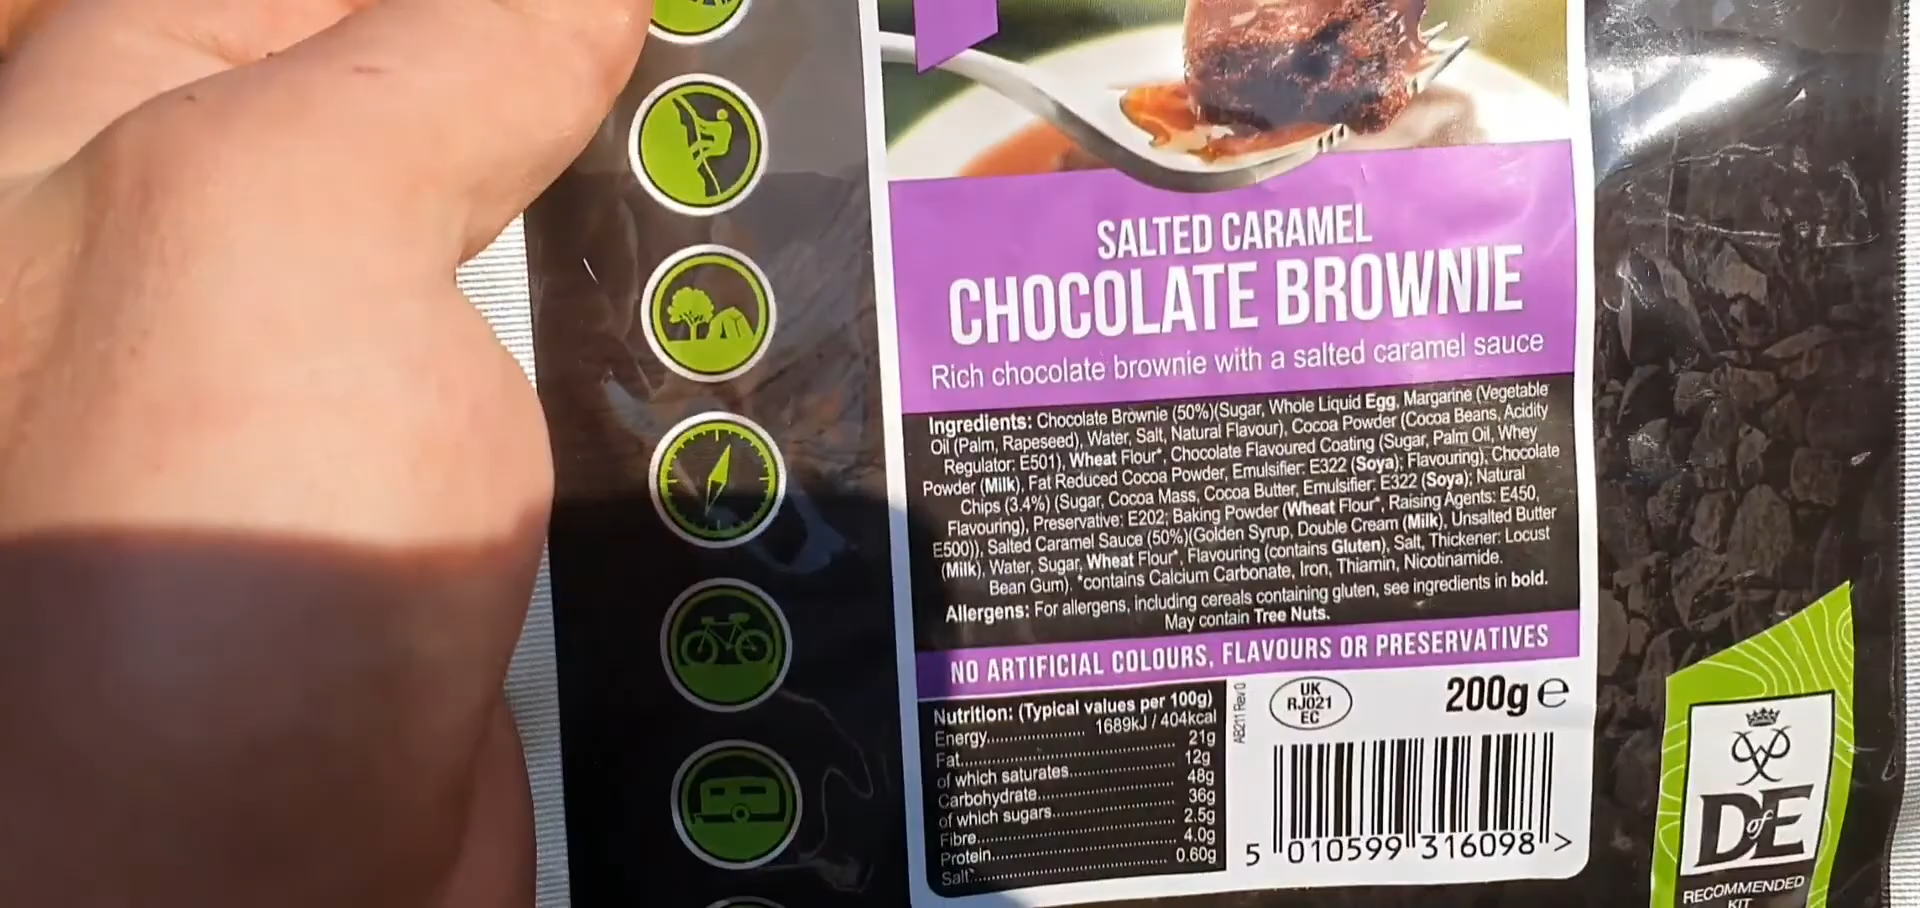 SALTED CARAMEL
CHOCOLATE BROWNIE
Rich chocolate brownie with a salted caramel sauce
Ingredients: Chocolate Brownie (50%)(Sugar, Whole Liquid Egg, Margarine (Vegetable
Oil (Palm, Rapeseed), Water, Salt, Natural Flavour), Cocoa Powder (Cocoa Beans, Acidity
Regulator: E501), Wheat Flour*, Chocolate Flavoured Coating (Sugar, Palm Oil, Whey
Powder (Milk), Fat Reduced Cocoa Powder, Emulsifier: E322 (Soya); Flavouring), Chocolate
Chips (3.4%) (Sugar, Cocoa Mass, Cocoa Butter, Emulsifier: E322 (Soya); Natural
Flavouring), Preservative: E202; Baking Powder (Wheat Flour*, Raising Agents: E450,
E500)), Salted Caramel Sauce (50%)(Golden Syrup, Double Cream (Milk), Unsalted Butter
(Milk), Water, Sugar, Wheat Flour*, Flavouring (contains Gluten), Salt, Thickener: Locust
Bean Gum). *contains Calcium Carbonate, Iron, Thiamin, Nicotinamide.
Allergens: For allergens, including cereals containing gluten, see ingredients in bold.
May contain Tree Nuts.
NO ARTIFICIAL COLOURS, FLAVOURS OR PRESERVATIVES
Nutrition: (Typical values per 100g)
Energy.................. 1689kJ / 404kcal
Fat.................. 21g
of which saturates.................. 12g
Carbohydrate.................. 48g
of which sugars.................. 36g
Fibre.................. 2.5g
Protein.................. 4.0g
Salt.................. 0.60g
AB211 Rev 0
UK
RJ021
EC
200g e
5 010599 316098 >
DofE
RECOMMENDED
KIT